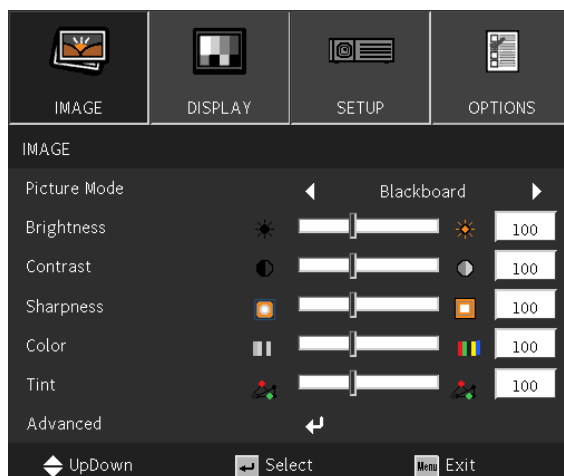 IMAGE DISPLAY SETUP OPTIONS
IMAGE
Picture Mode Blackboard
Brightness 100
Contrast 100
Sharpness 100
Color 100
Tint 100
Advanced
UpDown Select Menu Exit